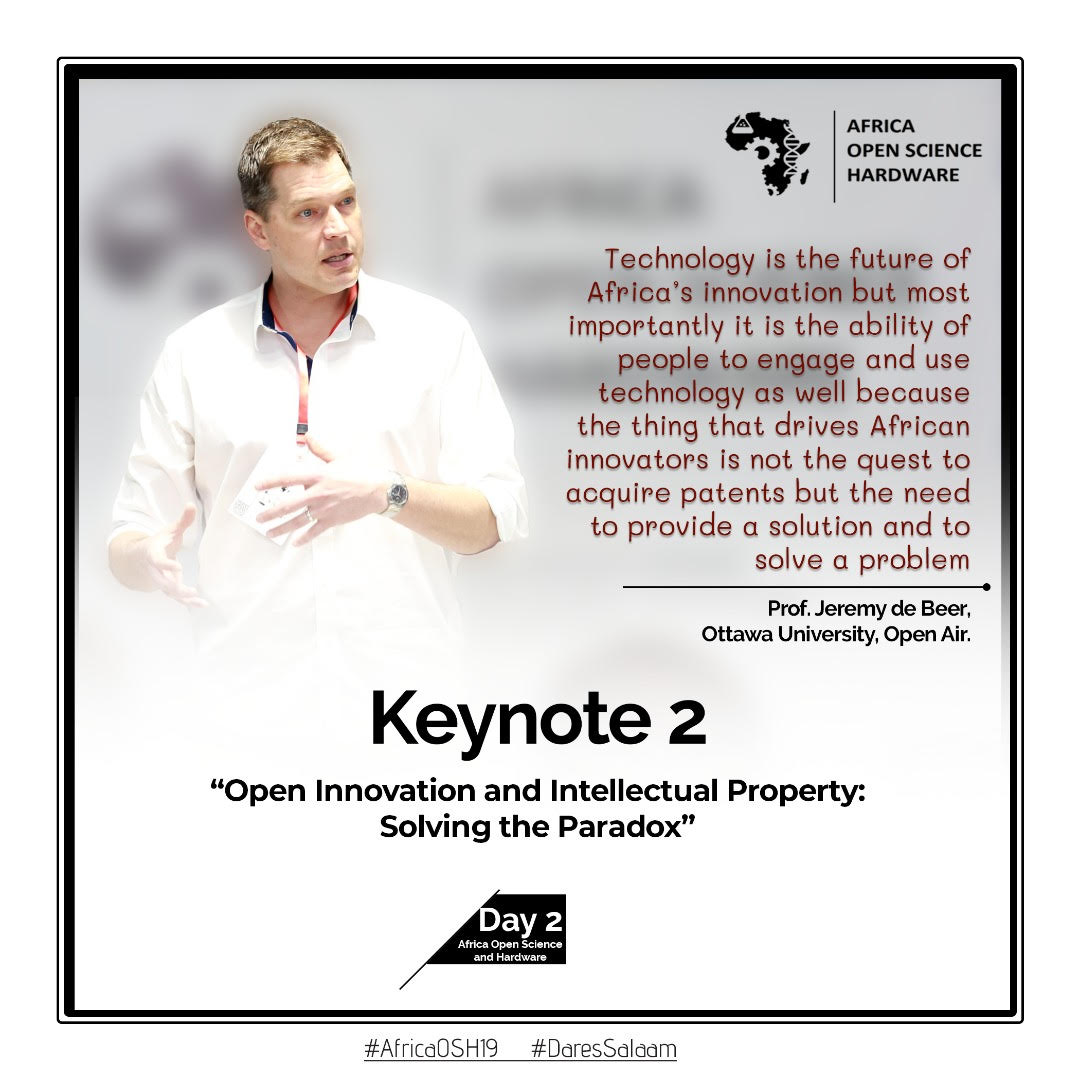 AFRICA
OPEN SCIENCE
HARDWARE
Technology is the future of
Africa's innovation but most
importantly it is the ability of
people to engage and use
technology as well because
the thing that drives African
innovators is not the quest to
acquire patents but the need
to provide a solution and to
solve a problem
Prof. Jeremy de Beer,
Ottawa University, Open Air.
Keynote 2
“Open Innovation and Intellectual Property:
Solving the Paradox”
Day 2
Africa Open Science
and Hardware
#AfricaOSH19 #DaresSalaam